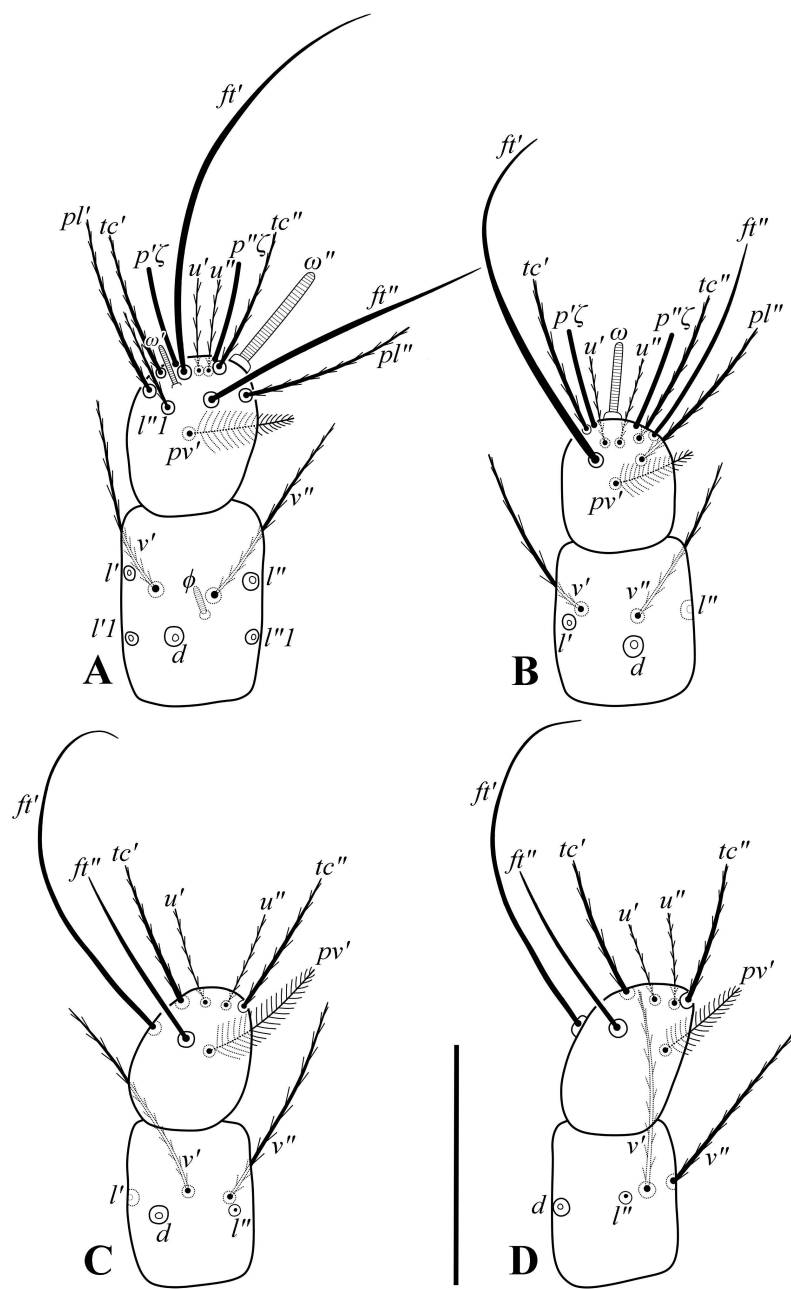 ft'
pl'
tc'
p'ζ
u'
u"
p"ζ
tc"
ω"
ft"
ω'
pl"
l"1
pv'
v"
v'
l'
ϕ
l"
l'1
d
l"1
A
ft'
ft"
tc'
tc"
p'ζ
ω
p"ζ
pl"
u'
u"
pv'
v'
v"
l"
l'
d
B
ft'
ft"
tc'
tc"
u'
u"
pv'
v'
v"
l'
d
l"
C
ft'
ft"
tc'
tc"
u'
u"
pv'
v'
v"
d
l"
D